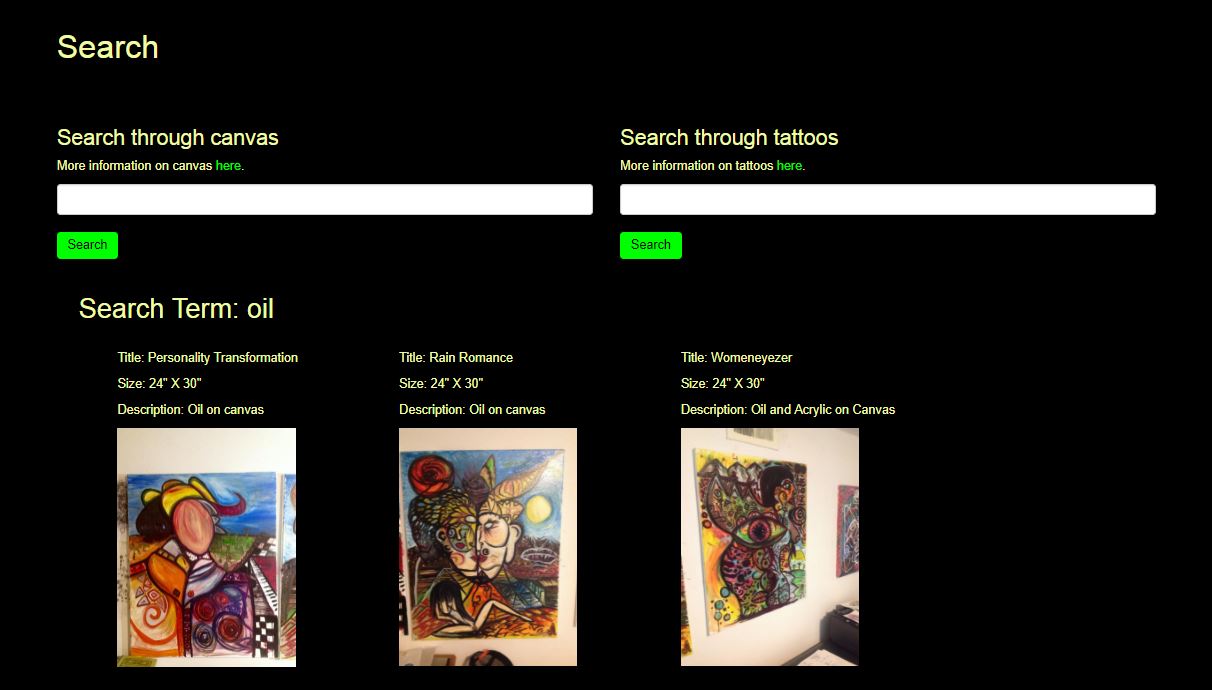 Search
Search through canvas
More information on canvas here.
Search
Search through tattoos
More information on tattoos here.
Search
Search Term: oil
Title: Personality Transformation
Size: 24" X 30"
Description: Oil on canvas
Title: Rain Romance
Size: 24" X 30"
Description: Oil on canvas
Title: Womeneyezer
Size: 24" X 30"
Description: Oil and Acrylic on Canvas